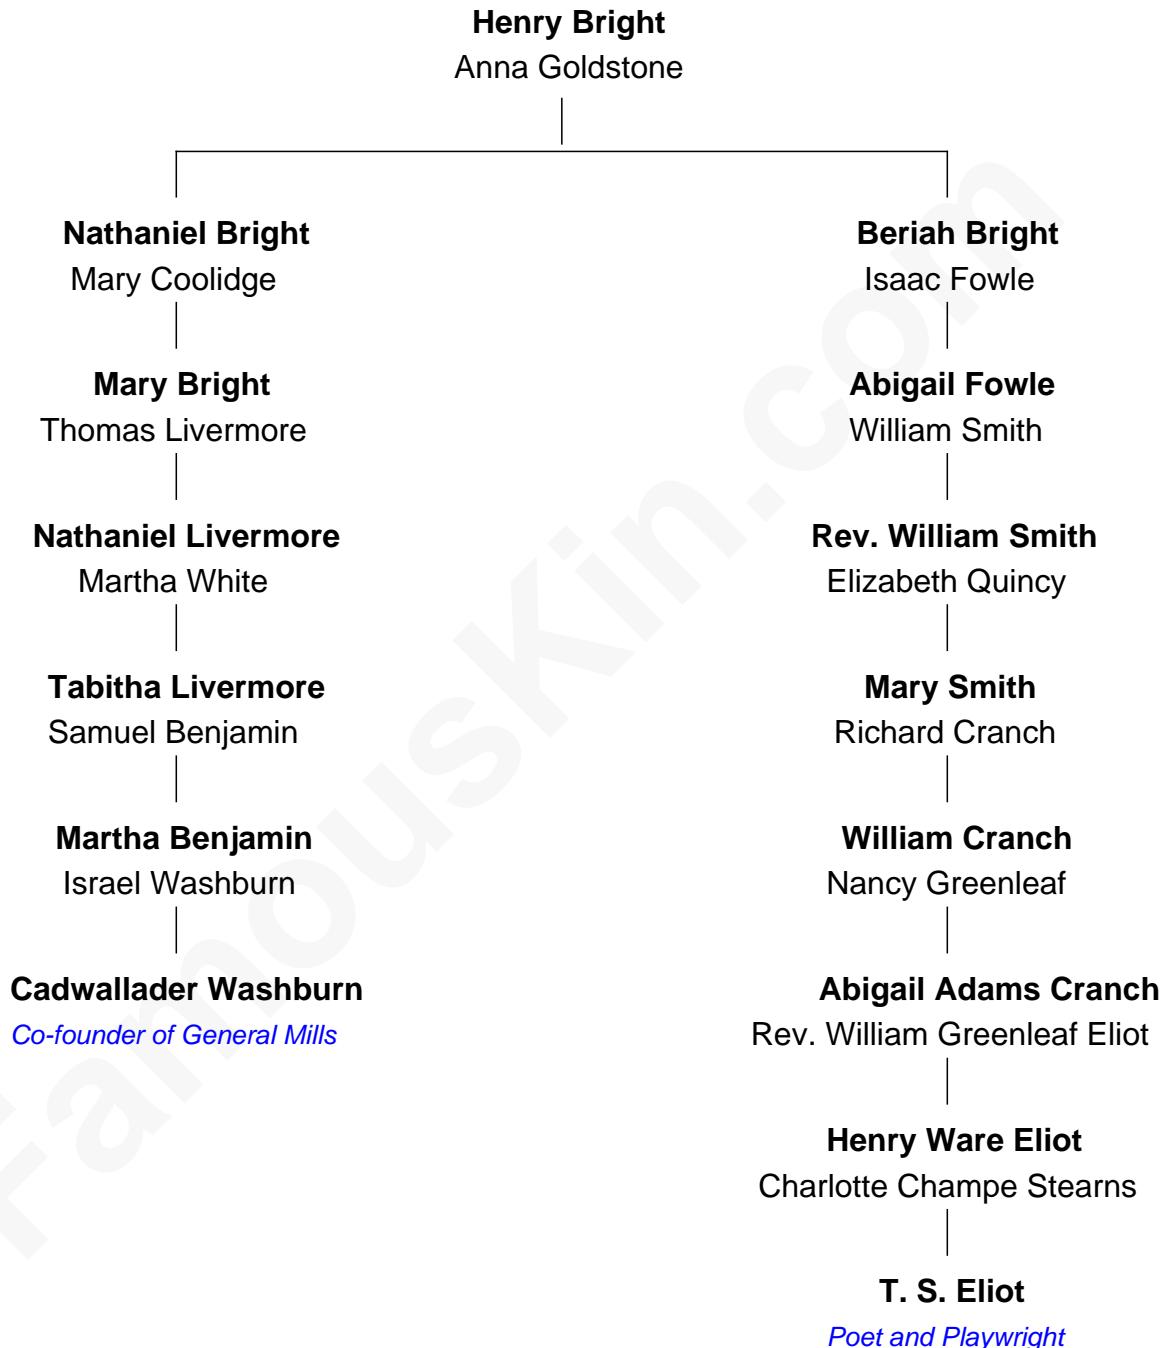 Henry Bright
Anna Goldstone
Nathaniel Bright
Mary Coolidge
Mary Bright
Thomas Livermore
Nathaniel Livermore
Martha White
Tabitha Livermore
Samuel Benjamin
Martha Benjamin
Israel Washburn
Cadwallader Washburn
Co-founder of General Mills
Beriah Bright
Isaac Fowle
Abigail Fowle
William Smith
Rev. William Smith
Elizabeth Quincy
Mary Smith
Richard Cranch
William Cranch
Nancy Greenleaf
Abigail Adams Cranch
Rev. William Greenleaf Eliot
Henry Ware Eliot
Charlotte Champe Stearns
T. S. Eliot
Poet and Playwright
FamousKin.com